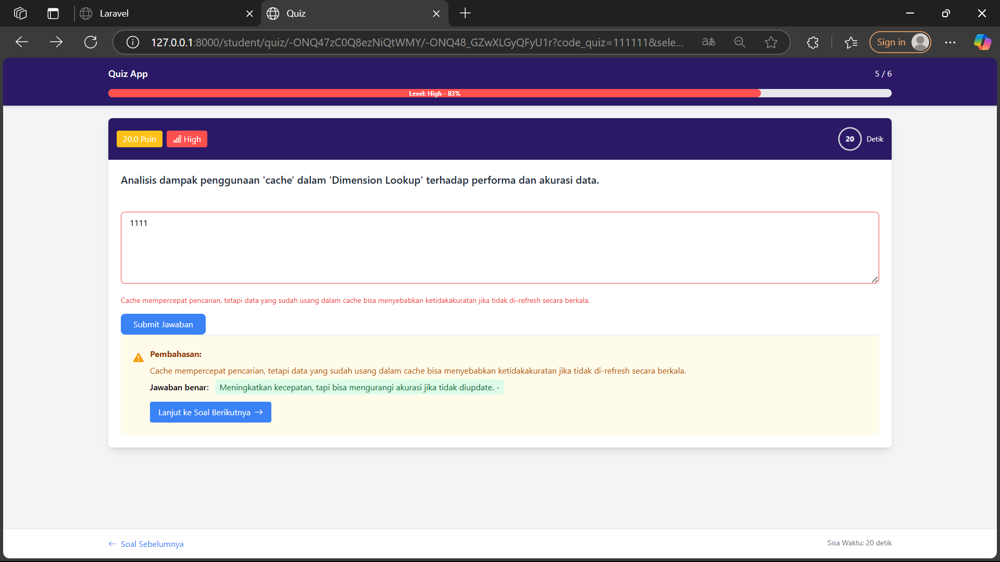 Laravel
Quiz
127.0.0.1:8000/student/quiz/-ONQ47zC0Q8ezNiQtWMY/-ONQ48_GZwXLGyQFyU1r?code_quiz=111111&sele...
aあ
Sign in
Quiz App
5 / 6
Level: High - 83%
20.0 Poin
High
20
Detik
Analisis dampak penggunaan 'cache' dalam 'Dimension Lookup' terhadap performa dan akurasi data.
1111
Cache mempercepat pencarian, tetapi data yang sudah usang dalam cache bisa menyebabkan ketidakakuratan jika tidak di-refresh secara berkala.
Submit Jawaban
Pembahasan:
Cache mempercepat pencarian, tetapi data yang sudah usang dalam cache bisa menyebabkan ketidakakuratan jika tidak di-refresh secara berkala.
Jawaban benar: Meningkatkan kecepatan, tapi bisa mengurangi akurasi jika tidak diupdate. -
Lanjut ke Soal Berikutnya →
← Soal Sebelumnya
Sisa Waktu: 20 detik